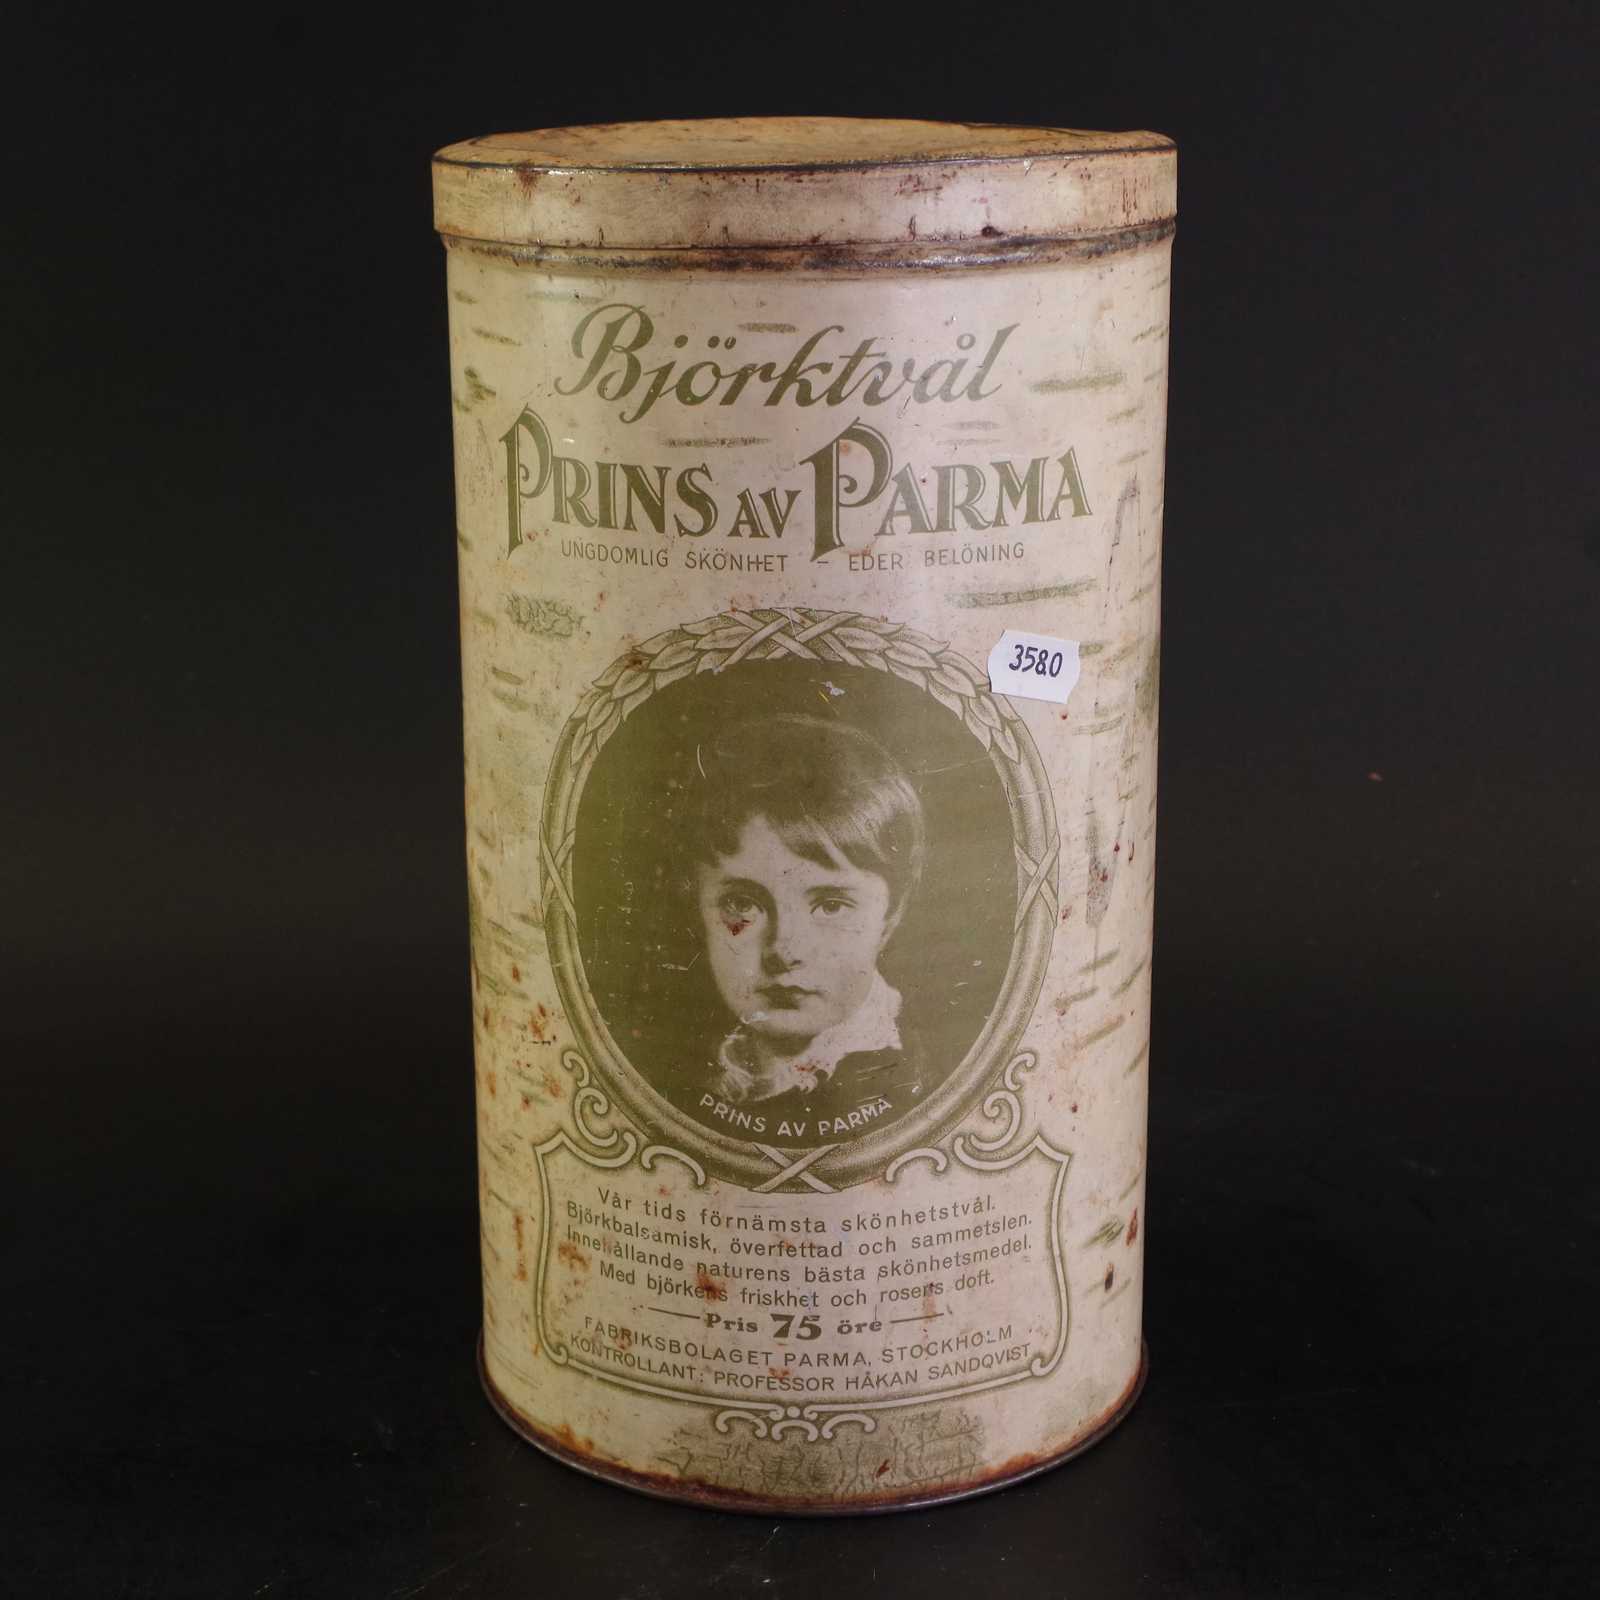 Björktvål
PRINS AV PARMA
UNGDOMLIG SKÖNHET – EDER BELÖNING
3580
PRINS AV PARMA
Vår tids förnämsta skönhetstvål.
Björkbalsamisk, överfettad och sammetslen.
Innehållande naturens bästa skönhetsmedel.
Med björkens friskhet och rosens doft.
Pris 75 öre
FABRIKSBOLAGET PARMA, STOCKHOLM
KONTROLLANT: PROFESSOR HÅKAN SANDQVIST